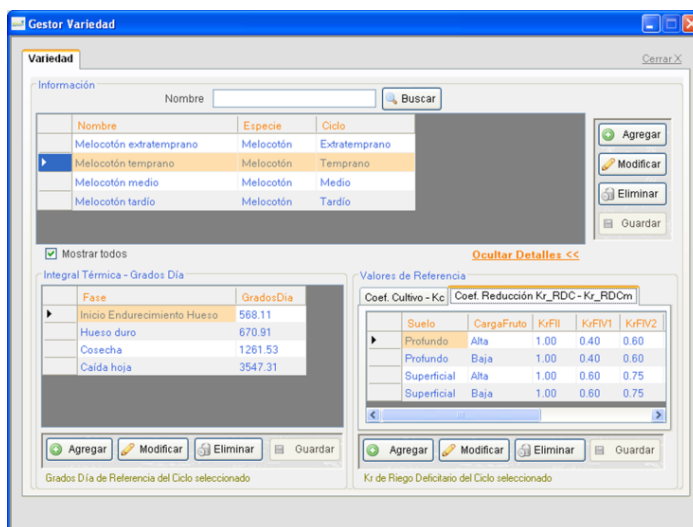 Gestor Variedad
Variedad
Cerrar X
Información
Nombre
Buscar
Nombre Especie Ciclo
Melocotón extratemprano Melocotón Extratemprano
Melocotón temprano Melocotón Temprano
Melocotón medio Melocotón Medio
Melocotón tardío Melocotón Tardío
Agregar
Modificar
Eliminar
Guardar
Mostrar todos
Ocultar Detalles <<
Integral Térmica - Grados Día
Fase GradosDia
Inicio Endurecimiento Hueso 568.11
Hueso duro 670.91
Cosecha 1261.53
Caída hoja 3547.31
Agregar Modificar Eliminar Guardar
Grados Día de Referencia del Ciclo seleccionado
Valores de Referencia
Coef. Cultivo - Kc Coef. Reducción Kr_RDC - Kr_RDCm
Suelo CargaFruto KrFII KrFIV1 KrFIV2
Profundo Alta 1.00 0.40 0.60
Profundo Baja 1.00 0.40 0.60
Superficial Alta 1.00 0.60 0.75
Superficial Baja 1.00 0.60 0.75
Agregar Modificar Eliminar Guardar
Kr de Riego Deficitario del Ciclo seleccionado